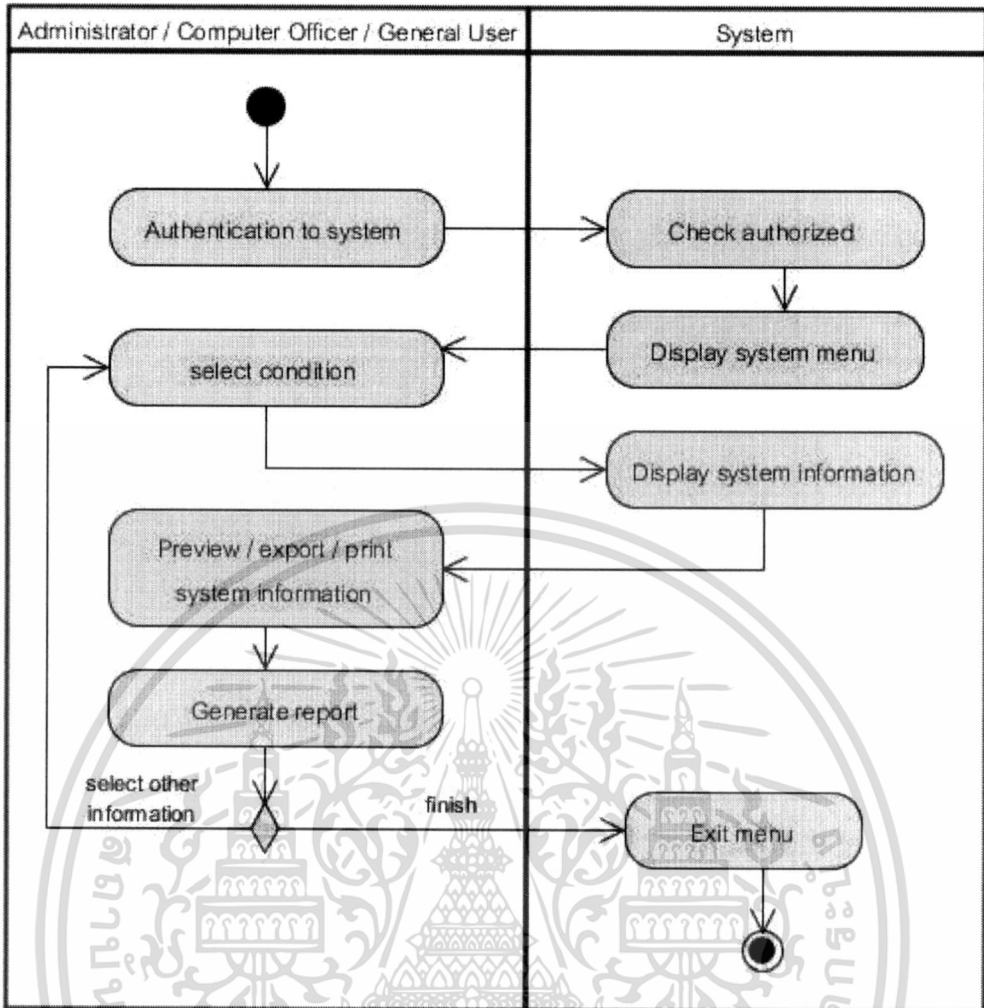 Administrator / Computer Officer / General User
System
Authentication to system
Check authorized
Display system menu
select condition
Display system information
Preview / export / print
system information
Generate report
select other
information
finish
Exit menu